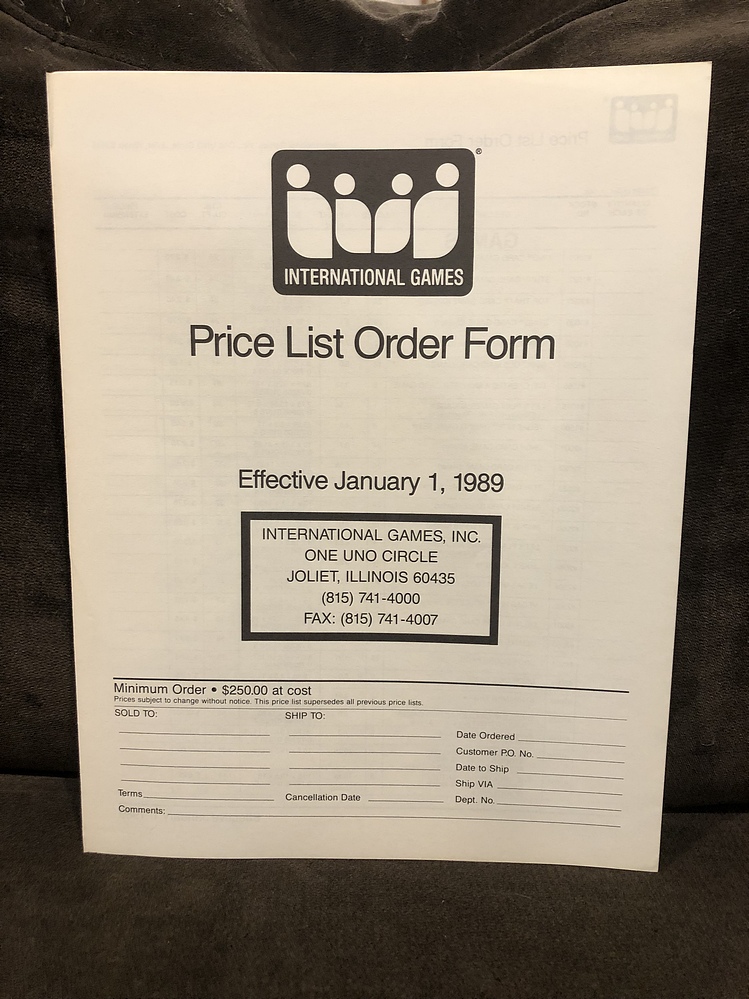 ®
INTERNATIONAL GAMES
Price List Order Form
Effective January 1, 1989
INTERNATIONAL GAMES, INC.
ONE UNO CIRCLE
JOLIET, ILLINOIS 60435
(815) 741-4000
FAX: (815) 741-4007
Minimum Order • $250.00 at cost
Prices subject to change without notice. This price list supersedes all previous price lists.
SOLD TO:
SHIP TO:
Date Ordered
Customer P.O. No.
Date to Ship
Ship VIA
Terms
Cancellation Date
Dept. No.
Comments: